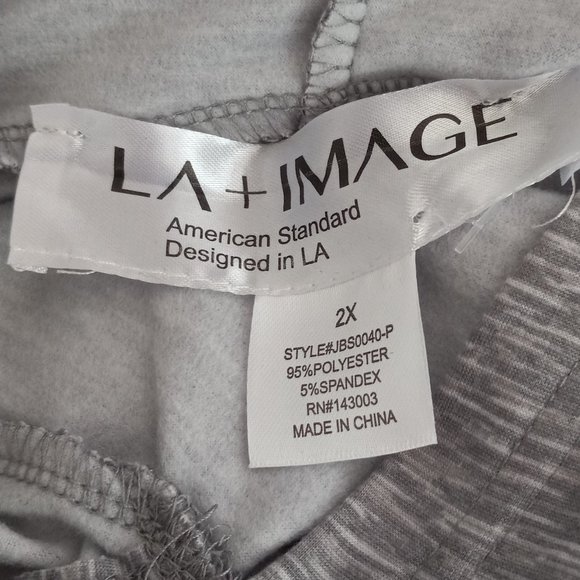 LA + IMAGE
American Standard
Designed in LA
2X
STYLE#JBS0040-P
95%POLYESTER
5%SPANDEX
RN#143003
MADE IN CHINA